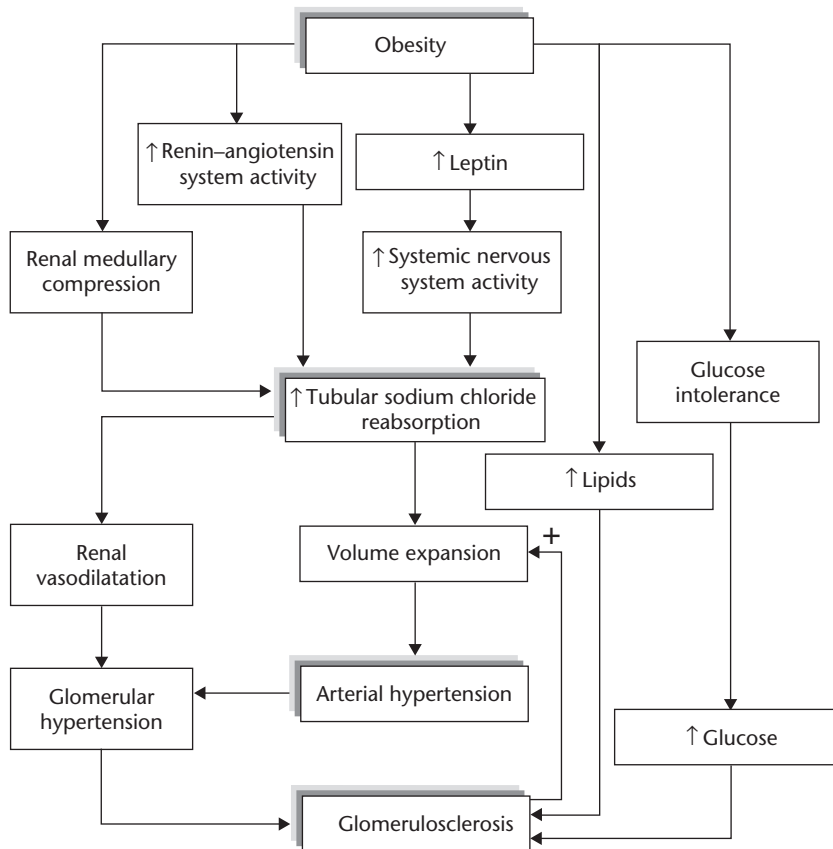 Obesity
↑ Renin–angiotensin
system activity
↑ Leptin
Renal medullary
compression
↑ Systemic nervous
system activity
Glucose
intolerance
↑ Tubular sodium chloride
reabsorption
↑ Lipids
+
Renal
vasodilatation
Volume expansion
Glomerular
hypertension
Arterial hypertension
↑ Glucose
Glomerulosclerosis